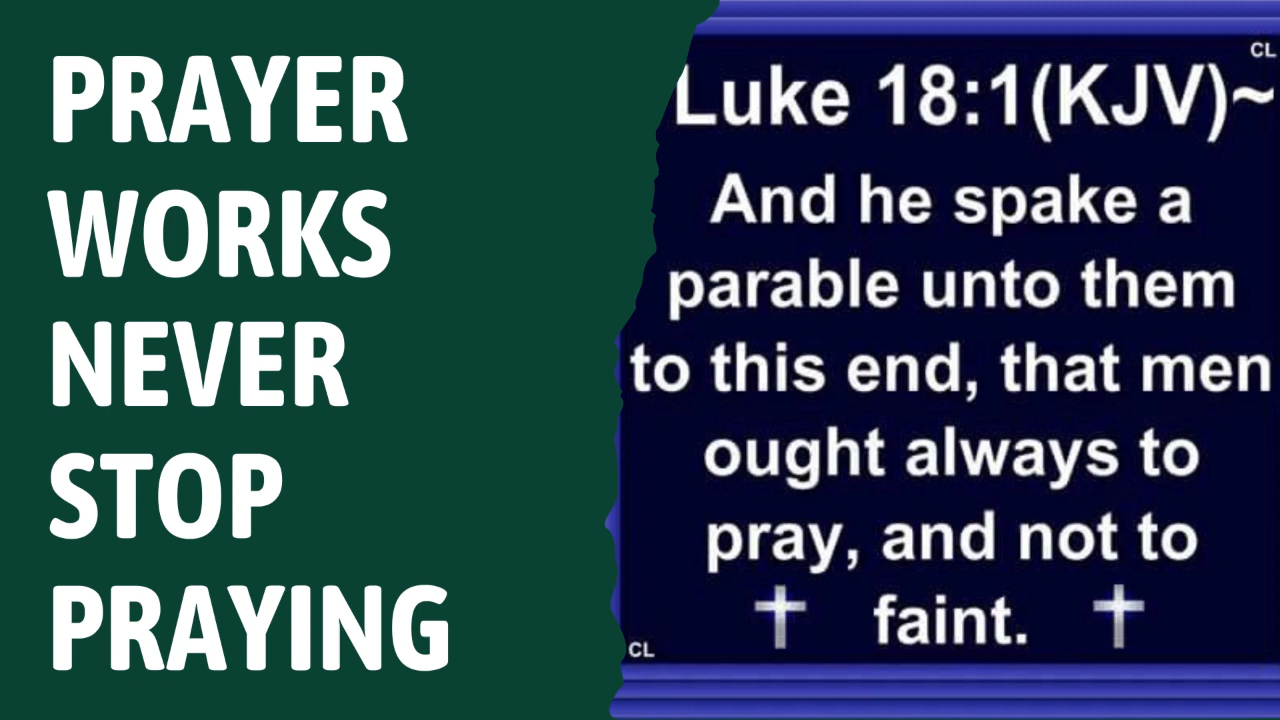 PRAYER
WORKS
NEVER
STOP
PRAYING
CL
Luke 18:1(KJV)~
And he spake a
parable unto them
to this end, that men
ought always to
pray, and not to
faint.
CL